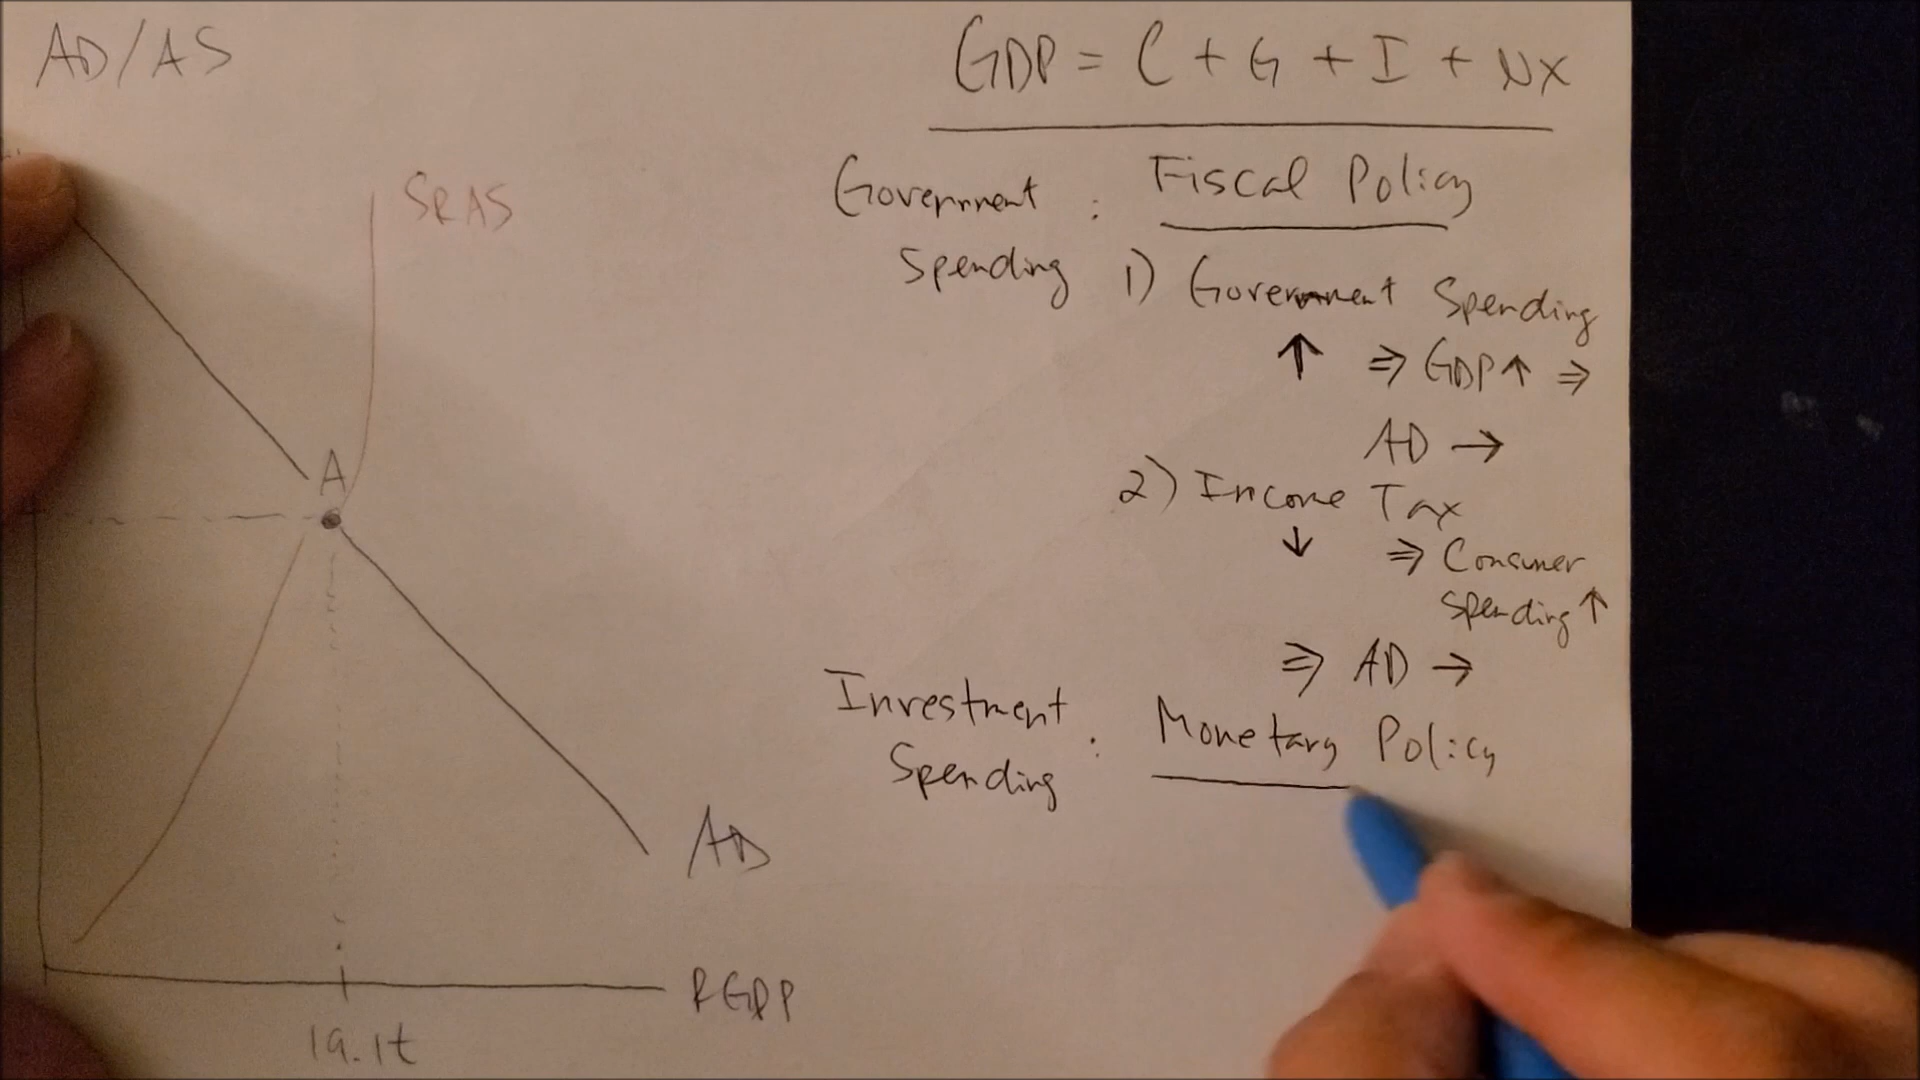 AD/AS
SRAS
A
AD
RGDP
19.1t
GDP = C + G + I + NX
Government : Fiscal Policy
Spending 1) Government Spending
↑ ⇒ GDP↑ ⇒
AD →
2) Income Tax
↓ ⇒ Consumer
Spending ↑
⇒ AD →
Investment : Monetary Policy
Spending